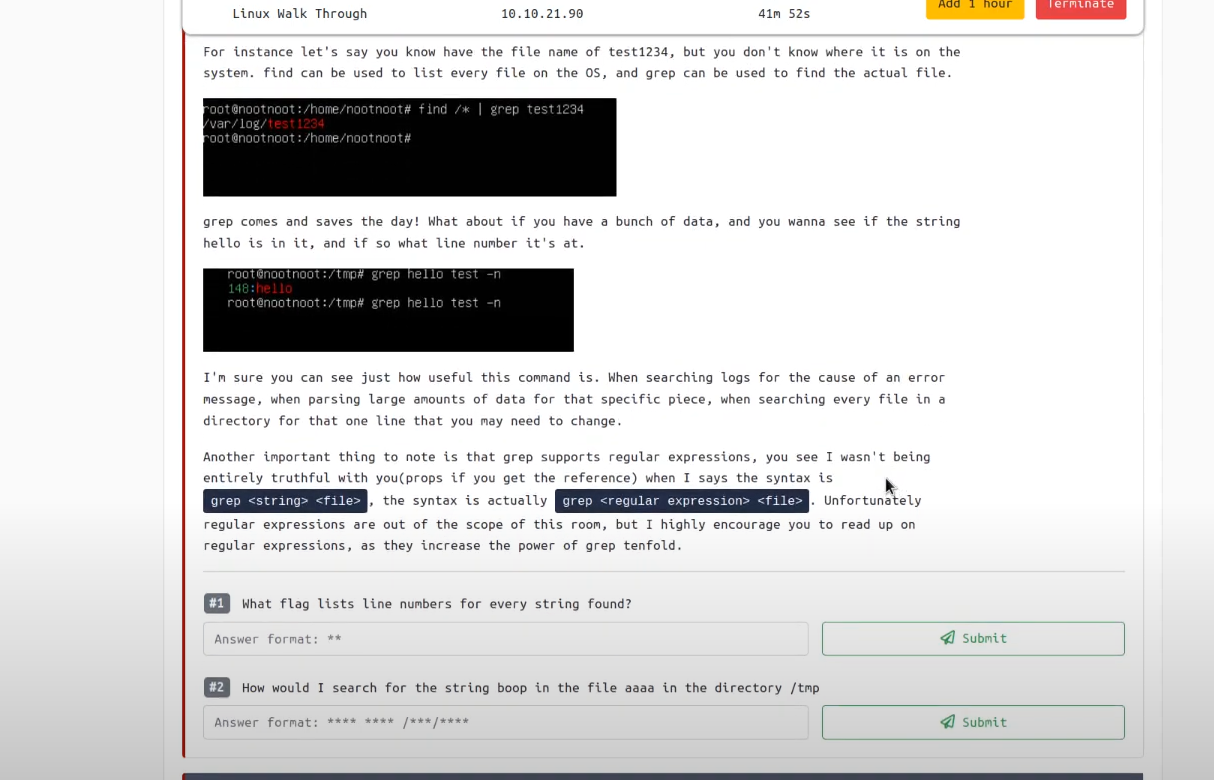 Linux Walk Through 10.10.21.90 41m 52s Add 1 hour Terminate
For instance let's say you know have the file name of test1234, but you don't know where it is on the
system. find can be used to list every file on the OS, and grep can be used to find the actual file.
root@nootnoot:/home/nootnoot# find /* | grep test1234
/var/log/test1234
root@nootnoot:/home/nootnoot#
grep comes and saves the day! What about if you have a bunch of data, and you wanna see if the string
hello is in it, and if so what line number it's at.
root@nootnoot:/tmp# grep hello test -n
148:hello
root@nootnoot:/tmp# grep hello test -n
I'm sure you can see just how useful this command is. When searching logs for the cause of an error
message, when parsing large amounts of data for that specific piece, when searching every file in a
directory for that one line that you may need to change.
Another important thing to note is that grep supports regular expressions, you see I wasn't being
entirely truthful with you(props if you get the reference) when I says the syntax is
grep <string> <file> , the syntax is actually grep <regular expression> <file> . Unfortunately
regular expressions are out of the scope of this room, but I highly encourage you to read up on
regular expressions, as they increase the power of grep tenfold.
#1 What flag lists line numbers for every string found?
Answer format: ** Submit
#2 How would I search for the string boop in the file aaaa in the directory /tmp
Answer format: **** **** /***/**** Submit